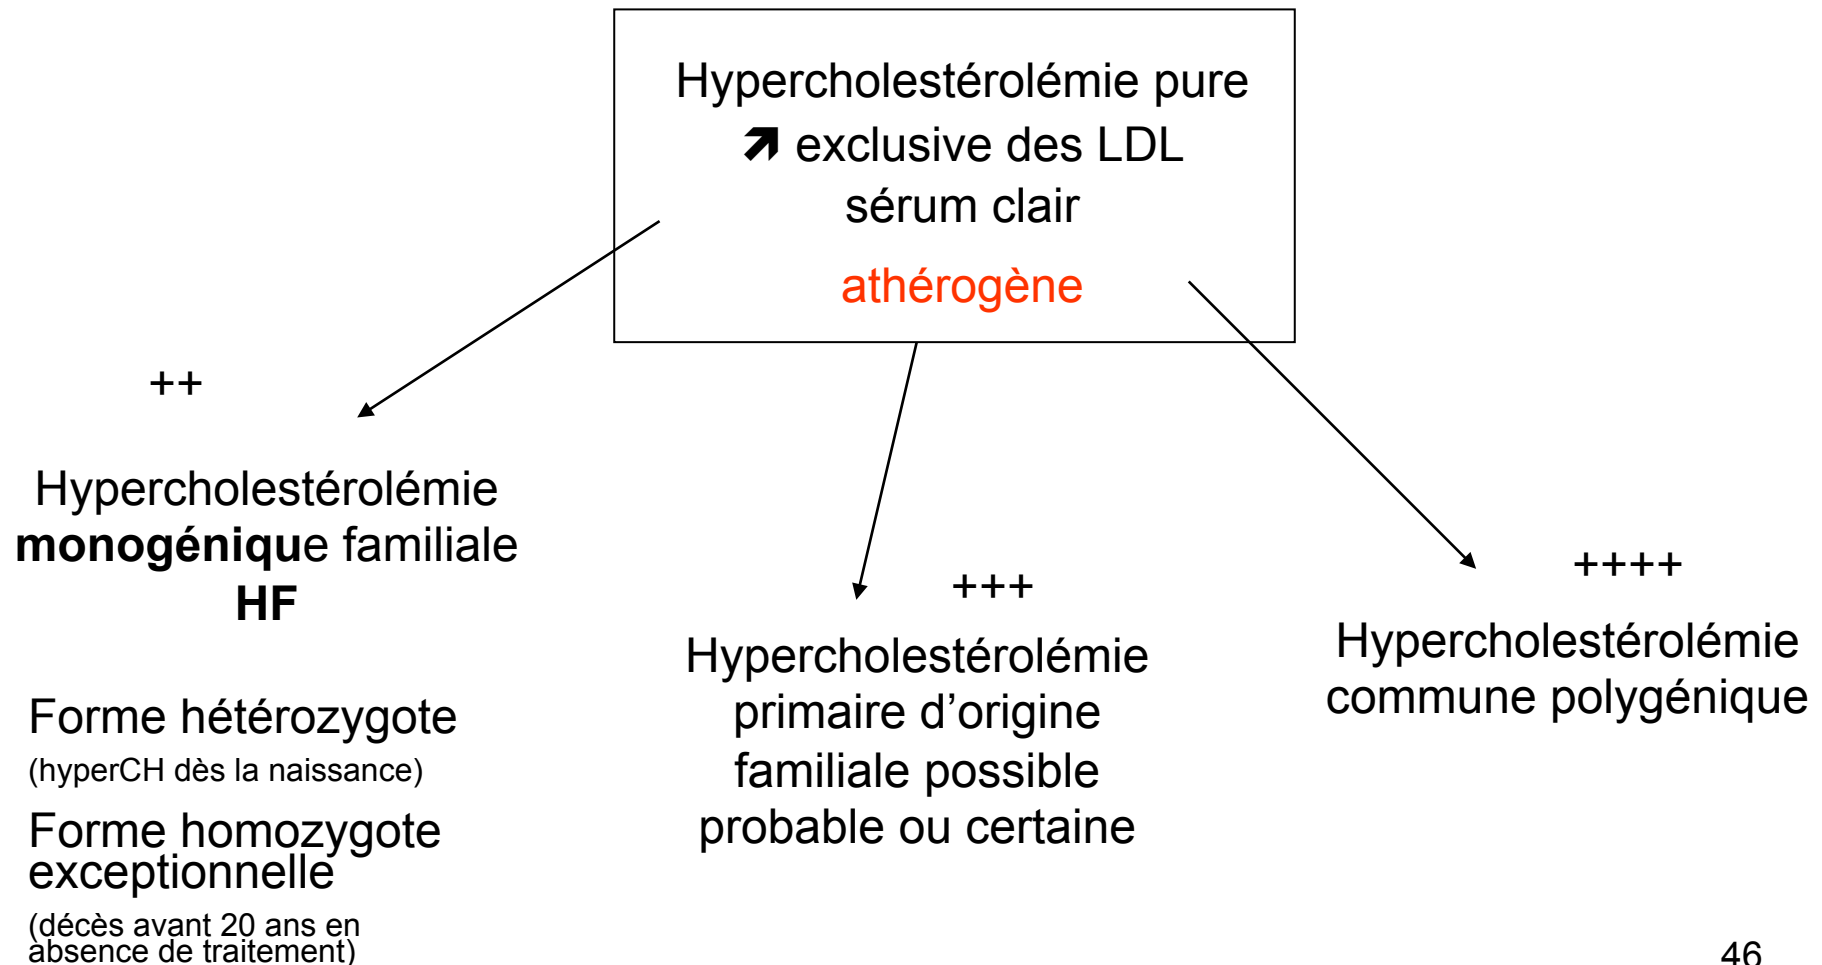 Hypercholestérolémie pure
↗ exclusive des LDL
sérum clair
athérogène
++
Hypercholestérolémie
monogénique familiale
HF
Forme hétérozygote
(hyperCH dès la naissance)
Forme homozygote
exceptionnelle
(décès avant 20 ans en
absence de traitement)
+++
Hypercholestérolémie
primaire d’origine
familiale possible
probable ou certaine
++++
Hypercholestérolémie
commune polygénique
46